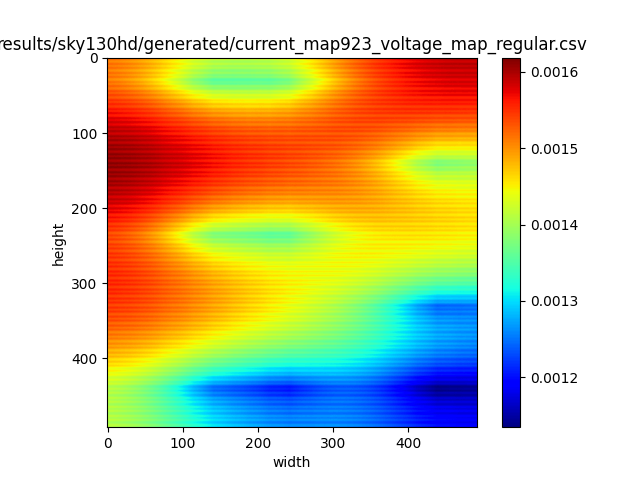 results/sky130hd/generated/current_map923_voltage_map_regular.csv
0
100
200
300
400
height
0 100 200 300 400
width
0.0016
0.0015
0.0014
0.0013
0.0012